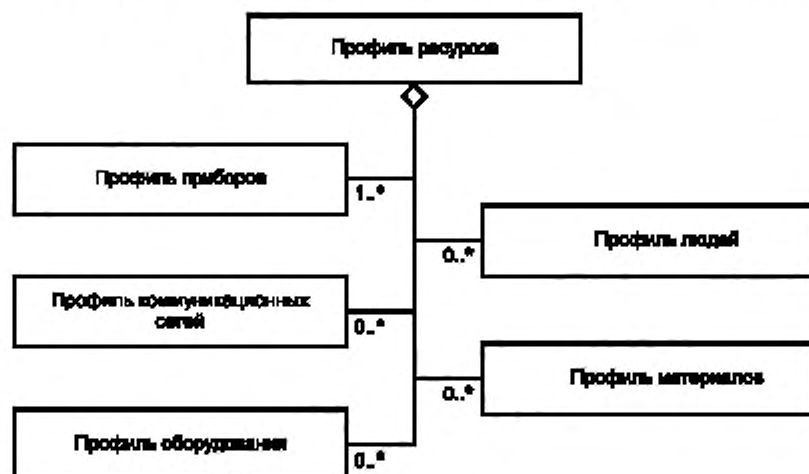 Профиль ресурсов
Профиль приборов
1..*
Профиль людей
0..*
Профиль коммуникационных
сетей
0..*
Профиль материалов
0..*
Профиль оборудования
0..*